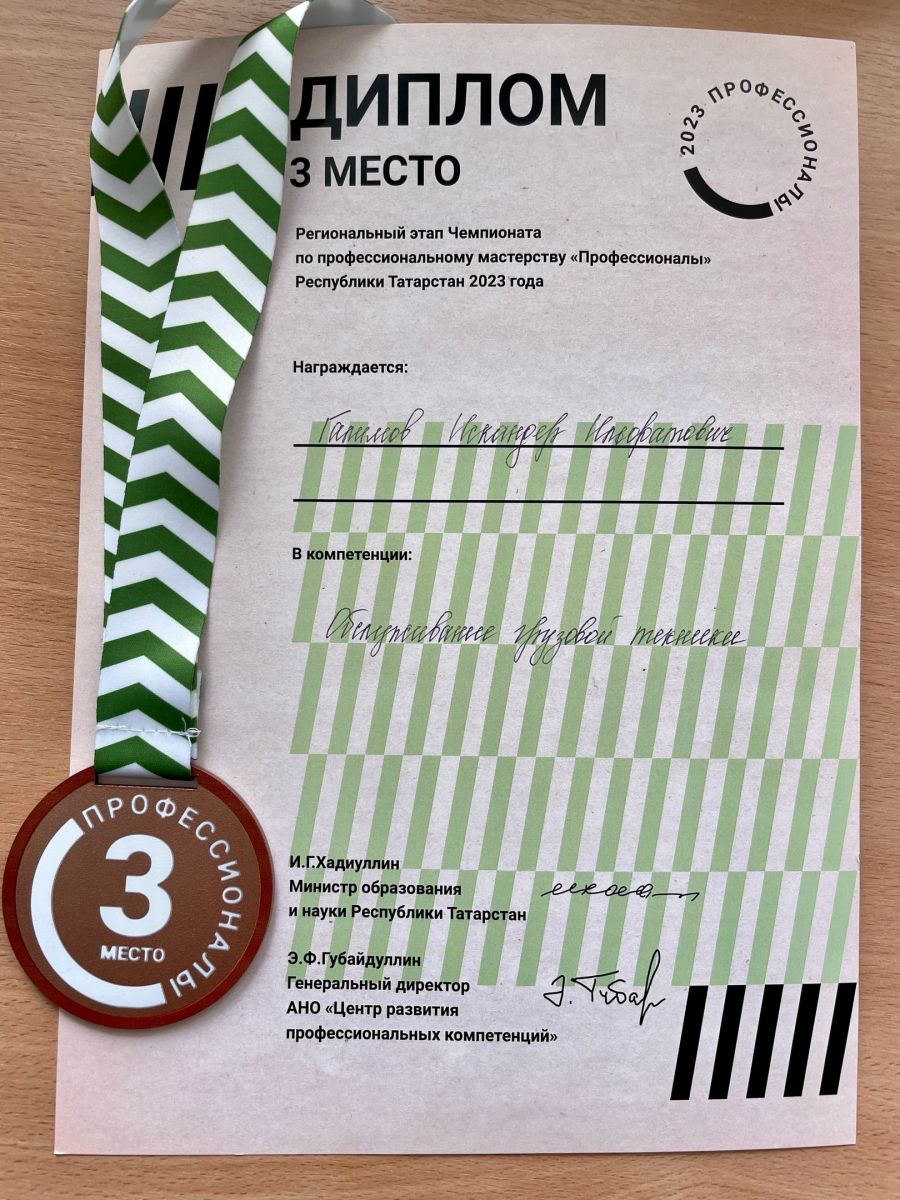 ДИПЛОМ
3 МЕСТО
2023 ПРОФЕССИОНАЛЫ
Региональный этап Чемпионата
по профессиональному мастерству «Профессионалы»
Республики Татарстан 2023 года
Награждается:
Галимов Искандер Ильфатович
В компетенции:
Обслуживание грузовой техники
И.Г.Хадиуллин
Министр образования
и науки Республики Татарстан
Э.Ф.Губайдуллин
Генеральный директор
АНО «Центр развития
профессиональных компетенций»
ПРОФЕССИОНАЛЫ
3
МЕСТО